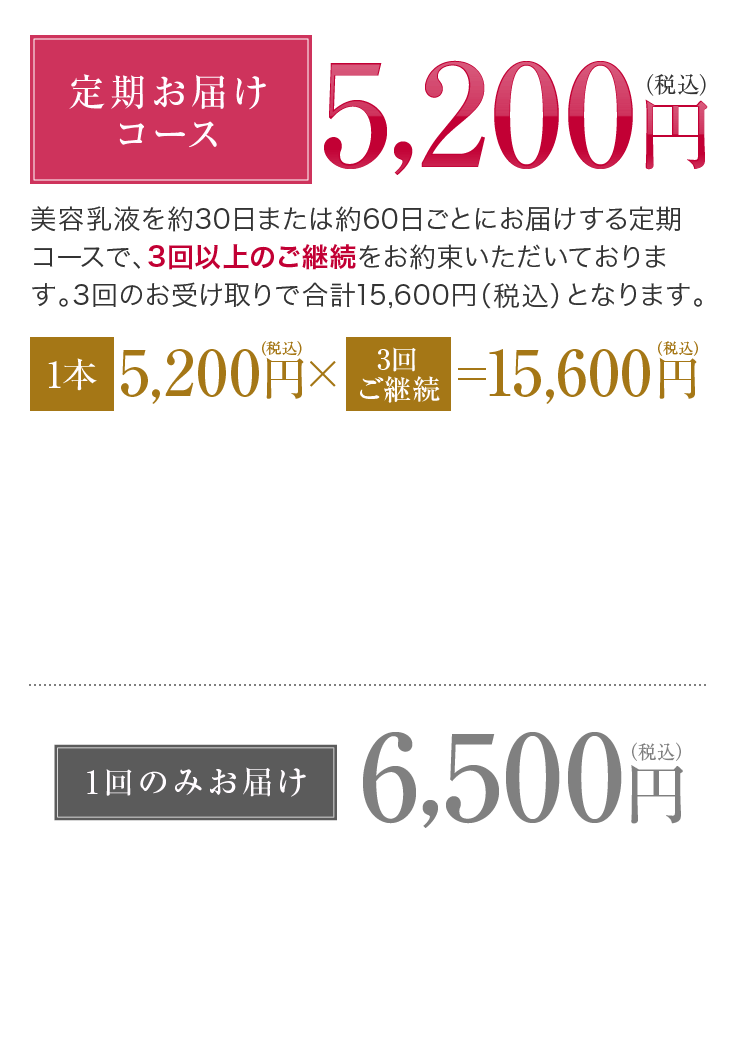 定期お届け
コース
5,200円(税込)
美容乳液を約30日または約60日ごとにお届けする定期
コースで、3回以上のご継続をお約束いただいておりま
す。3回のお受け取りで合計15,600円(税込)となります。
1本 5,200円(税込)×3回ご継続=15,600円(税込)
1回のみお届け 6,500円(税込)